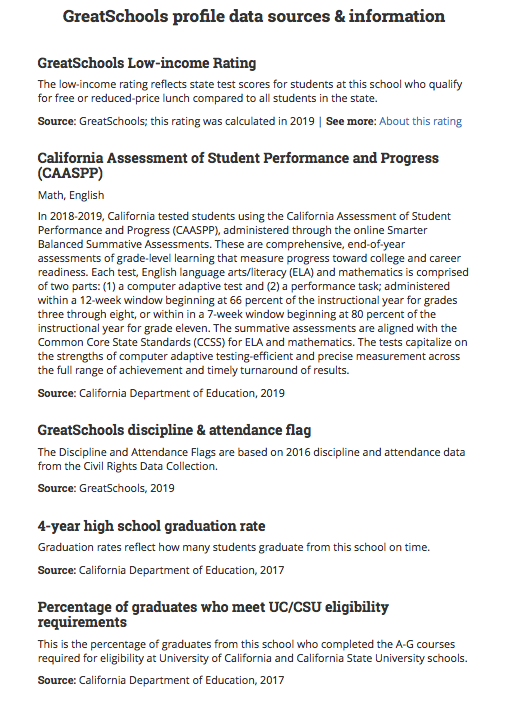 GreatSchools profile data sources & information
GreatSchools Low-income Rating
The low-income rating reflects state test scores for students at this school who qualify
for free or reduced-price lunch compared to all students in the state.
Source: GreatSchools; this rating was calculated in 2019 | See more: About this rating
California Assessment of Student Performance and Progress
(CAASPP)
Math, English
In 2018-2019, California tested students using the California Assessment of Student
Performance and Progress (CAASPP), administered through the online Smarter
Balanced Summative Assessments. These are comprehensive, end-of-year
assessments of grade-level learning that measure progress toward college and career
readiness. Each test, English language arts/literacy (ELA) and mathematics is comprised
of two parts: (1) a computer adaptive test and (2) a performance task; administered
within a 12-week window beginning at 66 percent of the instructional year for grades
three through eight, or within in a 7-week window beginning at 80 percent of the
instructional year for grade eleven. The summative assessments are aligned with the
Common Core State Standards (CCSS) for ELA and mathematics. The tests capitalize on
the strengths of computer adaptive testing-efficient and precise measurement across
the full range of achievement and timely turnaround of results.
Source: California Department of Education, 2019
GreatSchools discipline & attendance flag
The Discipline and Attendance Flags are based on 2016 discipline and attendance data
from the Civil Rights Data Collection.
Source: GreatSchools, 2019
4-year high school graduation rate
Graduation rates reflect how many students graduate from this school on time.
Source: California Department of Education, 2017
Percentage of graduates who meet UC/CSU eligibility
requirements
This is the percentage of graduates from this school who completed the A-G courses
required for eligibility at University of California and California State University schools.
Source: California Department of Education, 2017